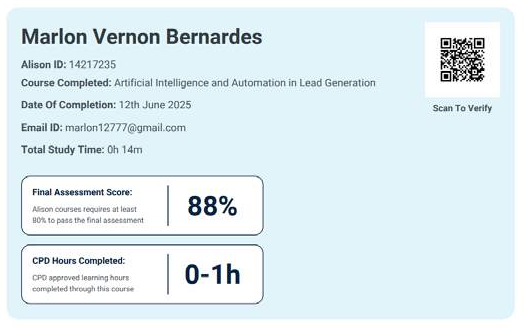 Marlon Vernon Bernardes
Alison ID: 14217235
Course Completed: Artificial Intelligence and Automation in Lead Generation
Date Of Completion: 12th June 2025
Email ID: marlon12777@gmail.com
Total Study Time: 0h 14m
Scan To Verify
Final Assessment Score:
Alison courses requires at least
80% to pass the final assessment
88%
CPD Hours Completed:
CPD approved learning hours
completed through this course
0-1h